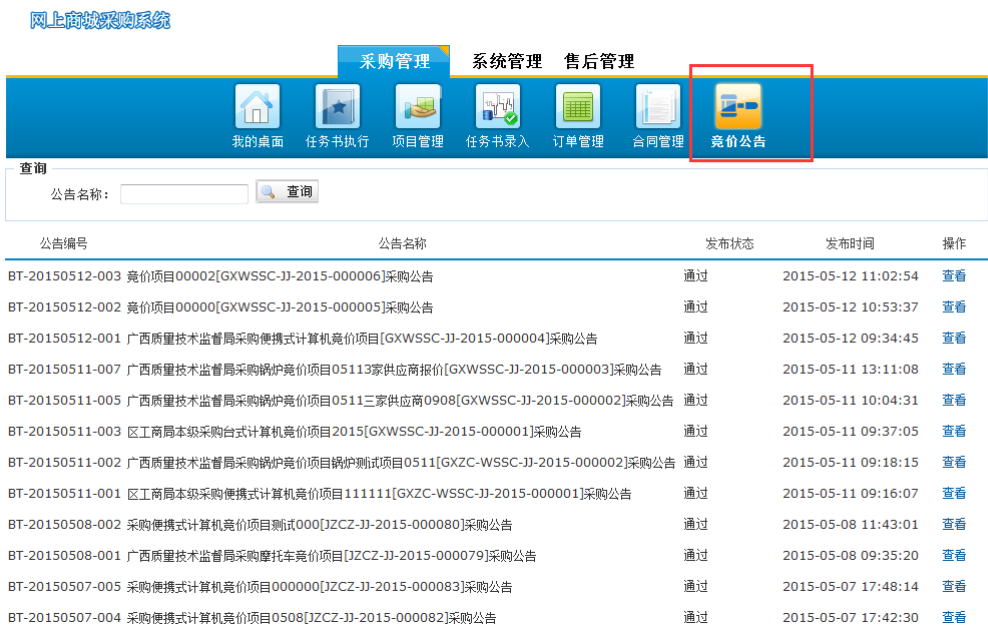 网上商城采购系统
采购管理 系统管理 售后管理
我的桌面 任务书执行 项目管理 任务书录入 订单管理 合同管理 竞价公告
查询
公告名称： 查询
公告编号 公告名称 发布状态 发布时间 操作
BT-20150512-003 竞价项目00002[GXWSSC-JJ-2015-000006]采购公告 通过 2015-05-12 11:02:54 查看
BT-20150512-002 竞价项目00000[GXWSSC-JJ-2015-000005]采购公告 通过 2015-05-12 10:53:37 查看
BT-20150512-001 广西质量技术监督局采购便携式计算机竞价项目[GXWSSC-JJ-2015-000004]采购公告 通过 2015-05-12 09:34:45 查看
BT-20150511-007 广西质量技术监督局采购锅炉竞价项目05113家供应商报价[GXWSSC-JJ-2015-000003]采购公告 通过 2015-05-11 13:11:08 查看
BT-20150511-005 广西质量技术监督局采购锅炉竞价项目0511三家供应商0908[GXWSSC-JJ-2015-000002]采购公告 通过 2015-05-11 10:04:31 查看
BT-20150511-003 区工商局本级采购台式计算机竞价项目2015[GXWSSC-JJ-2015-000001]采购公告 通过 2015-05-11 09:37:05 查看
BT-20150511-002 广西质量技术监督局采购锅炉竞价项目锅炉测试项目0511[GXZC-WSSC-JJ-2015-000002]采购公告 通过 2015-05-11 09:18:15 查看
BT-20150511-001 区工商局本级采购便携式计算机竞价项目111111[GXZC-WSSC-JJ-2015-000001]采购公告 通过 2015-05-11 09:16:07 查看
BT-20150508-002 采购便携式计算机竞价项目测试000[JZCZ-JJ-2015-000080]采购公告 通过 2015-05-08 11:43:01 查看
BT-20150508-001 广西质量技术监督局采购摩托车竞价项目[JZCZ-JJ-2015-000079]采购公告 通过 2015-05-08 09:35:20 查看
BT-20150507-005 采购便携式计算机竞价项目000000[JZCZ-JJ-2015-000083]采购公告 通过 2015-05-07 17:48:14 查看
BT-20150507-004 采购便携式计算机竞价项目0508[JZCZ-JJ-2015-000082]采购公告 通过 2015-05-07 17:42:30 查看